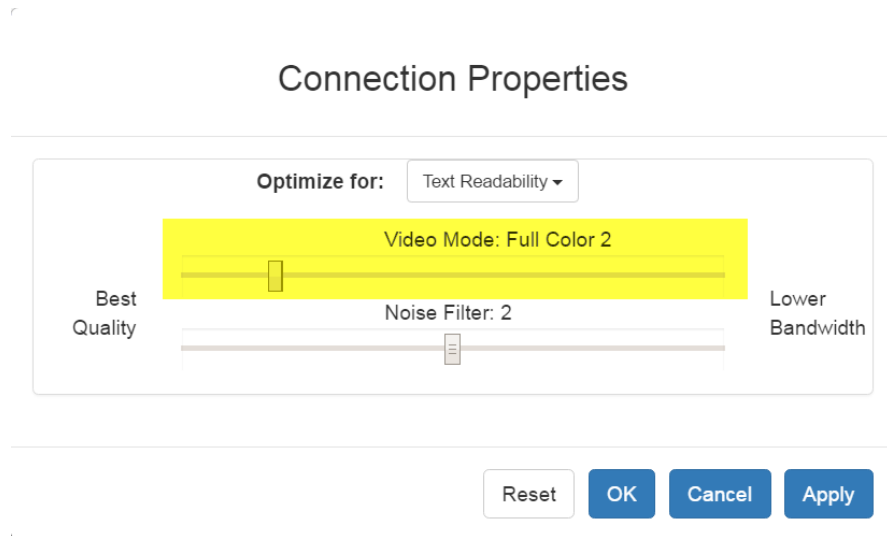 Connection Properties
Optimize for: Text Readability
Video Mode: Full Color 2
Best
Quality
Noise Filter: 2
Lower
Bandwidth
Reset OK Cancel Apply